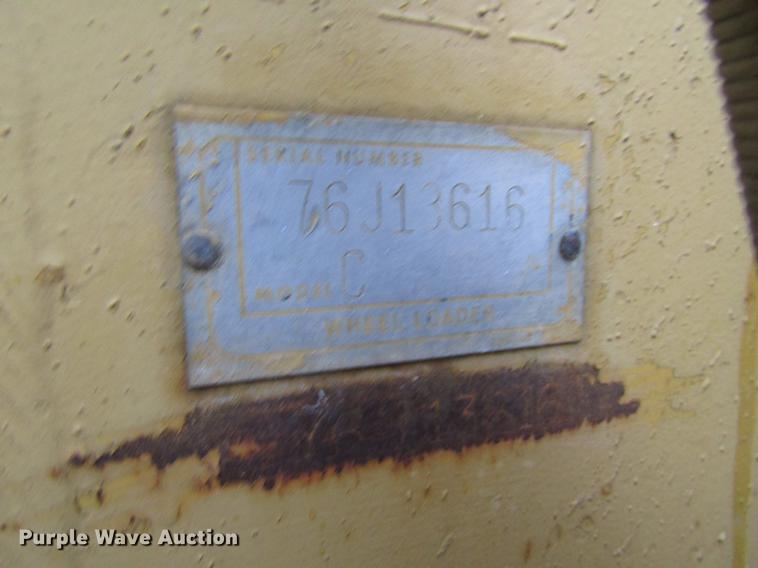 SERIAL NUMBER
76J13616
MODEL C
WHEEL LOADER
Purple Wave Auction